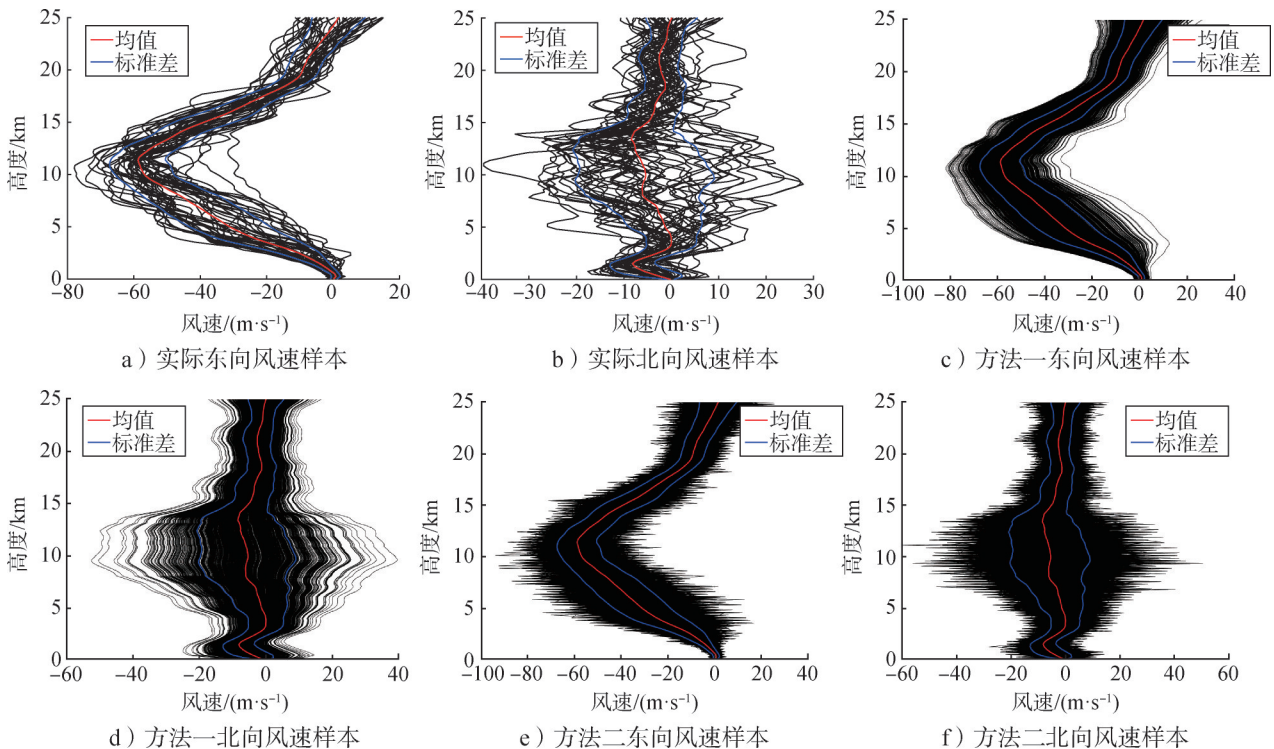 25
20
15
10
5
0
高度/km
均值
标准差
−80
−60
−40
−20
0
20
风速/(m·s⁻¹)
a）实际东向风速样本
25
20
15
10
5
0
高度/km
均值
标准差
−40
−30
−20
−10
0
10
20
30
风速/(m·s⁻¹)
b）实际北向风速样本
25
20
15
10
5
0
高度/km
均值
标准差
−100
−80
−60
−40
−20
0
20
40
风速/(m·s⁻¹)
c）方法一东向风速样本
25
20
15
10
5
0
高度/km
均值
标准差
−60
−40
−20
0
20
40
风速/(m·s⁻¹)
d）方法一北向风速样本
25
20
15
10
5
0
高度/km
均值
标准差
−100
−80
−60
−40
−20
0
20
40
风速/(m·s⁻¹)
e）方法二东向风速样本
25
20
15
10
5
0
高度/km
均值
标准差
−60
−40
−20
0
20
40
60
风速/(m·s⁻¹)
f）方法二北向风速样本